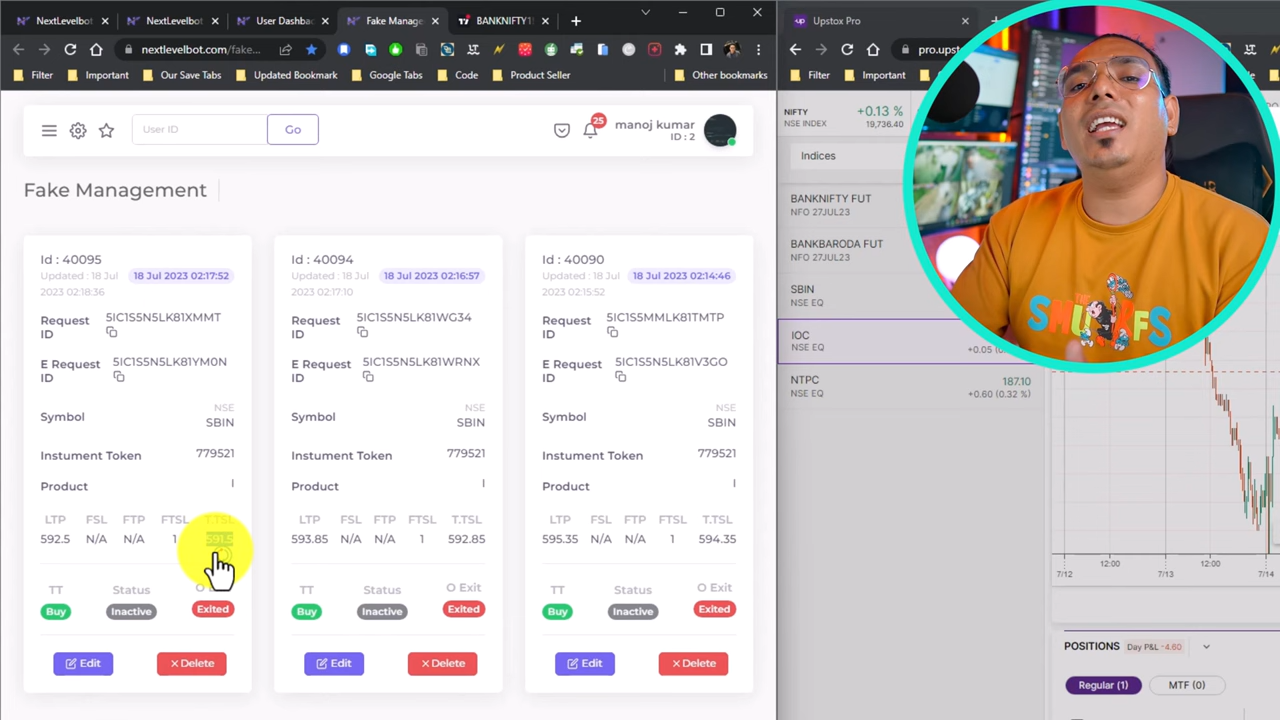 NextLevelbot
NextLevelbot
User Dashbo
Fake Manage
BANKNIFTY1
nextlevelbot.com/fake...
Filter
Important
Our Save Tabs
Updated Bookmark
Google Tabs
Code
Product Seller
Other bookmarks
User ID
Go
25
manoj kumar
ID : 2
Fake Management
Id : 40095
Updated : 18 Jul 2023 02:18:36
18 Jul 2023 02:17:52
Request ID
5IC1S5N5LK81XMMT
E Request ID
5IC1S5N5LK81YM0N
Symbol
NSE
SBIN
Instument Token
779521
Product
I
LTP FSL FTP FTSL T.TSL
592.5 N/A N/A 1 591.5
TT Status
Buy Inactive Exited
Edit
Delete
Id : 40094
Updated : 18 Jul 2023 02:17:10
18 Jul 2023 02:16:57
Request ID
5IC1S5N5LK81WG34
E Request ID
5IC1S5N5LK81WRNX
Symbol
NSE
SBIN
Instument Token
779521
Product
I
LTP FSL FTP FTSL T.TSL
593.85 N/A N/A 1 592.85
TT Status O Exit
Buy Inactive Exited
Edit
Delete
Id : 40090
Updated : 18 Jul 2023 02:15:52
18 Jul 2023 02:14:46
Request ID
5IC1S5MMLK81TMTP
E Request ID
5IC1S5N5LK81V3GO
Symbol
NSE
SBIN
Instument Token
779521
Product
I
LTP FSL FTP FTSL T.TSL
595.35 N/A N/A 1 594.35
TT Status O Exit
Buy Inactive Exited
Edit
Delete
up
Upstox Pro
pro.upst
Filter
Important
NIFTY
+0.13 %
NSE INDEX
19,736.40
Indices
BANKNIFTY FUT
NFO 27JUL23
BANKBARODA FUT
NFO 27JUL23
SBIN
NSE EQ
IOC
NSE EQ
+0.05
NTPC
187.10
NSE EQ
+0.60 (0.32 %)
12:00
12:00
7/12
7/13
7/14
POSITIONS
Day P&L -4.60
Regular (1)
MTF (0)
THE
SMURFS